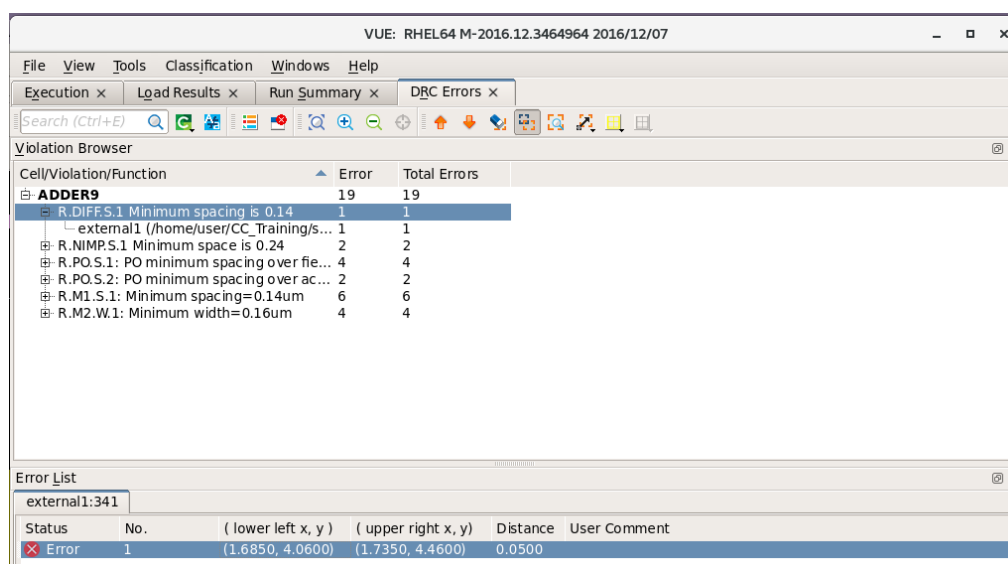 VUE: RHEL64 M-2016.12.3464964 2016/12/07
File View Tools Classification Windows Help
Execution × Load Results × Run Summary × DRC Errors ×
Search (Ctrl+E)
Violation Browser
Cell/Violation/Function Error Total Errors
ADDER9 19 19
R.DIFF.S.1 Minimum spacing is 0.14 1 1
external1 (/home/user/CC_Training/s... 1 1
R.NIMP.S.1 Minimum space is 0.24 2 2
R.PO.S.1: PO minimum spacing over fie... 4 4
R.PO.S.2: PO minimum spacing over ac... 2 2
R.M1.S.1: Minimum spacing=0.14um 6 6
R.M2.W.1: Minimum width=0.16um 4 4
Error List
external1:341
Status No. ( lower left x, y ) ( upper right x, y) Distance User Comment
Error 1 (1.6850, 4.0600) (1.7350, 4.4600) 0.0500